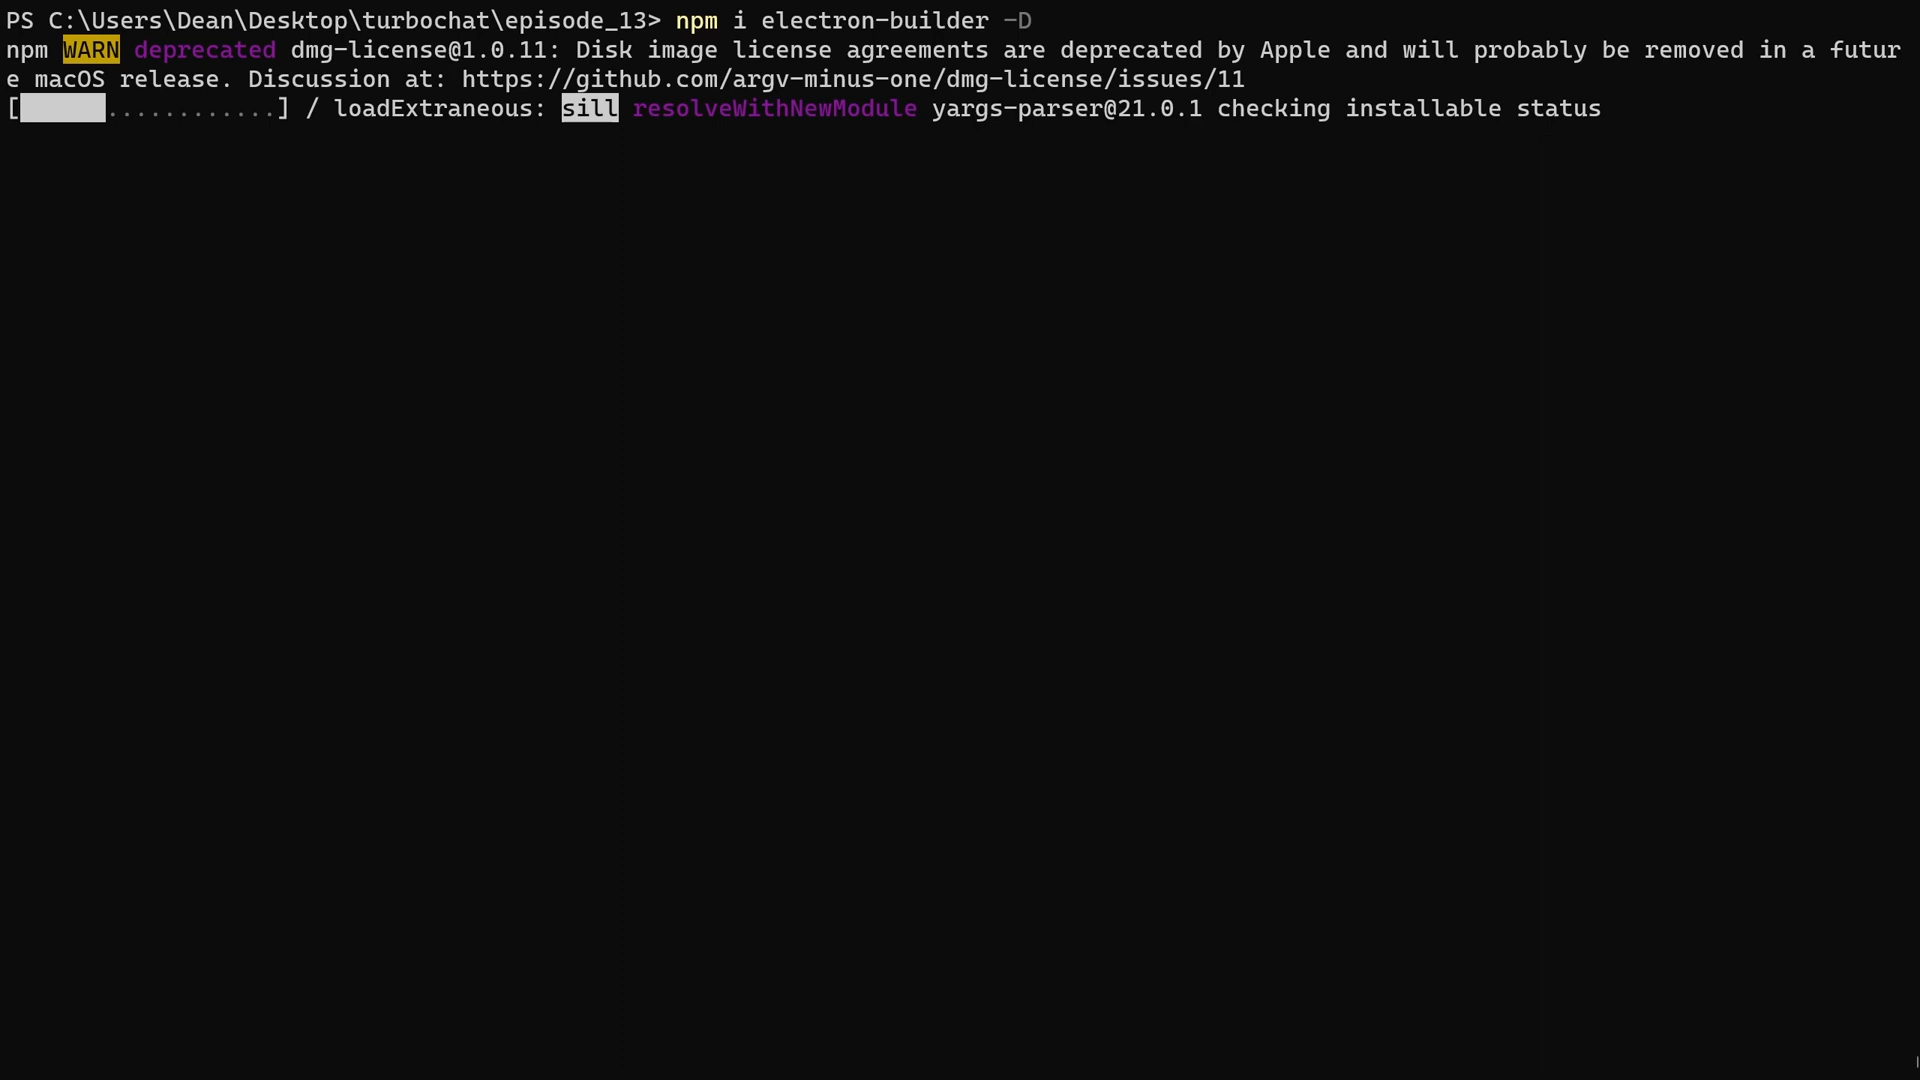 PS C:\Users\Dean\Desktop\turbochat\episode_13> npm i electron-builder -D
npm WARN deprecated dmg-license@1.0.11: Disk image license agreements are deprecated by Apple and will probably be removed in a futur
e macOS release. Discussion at: https://github.com/argv-minus-one/dmg-license/issues/11
[      ............] / loadExtraneous: sill resolveWithNewModule yargs-parser@21.0.1 checking installable status